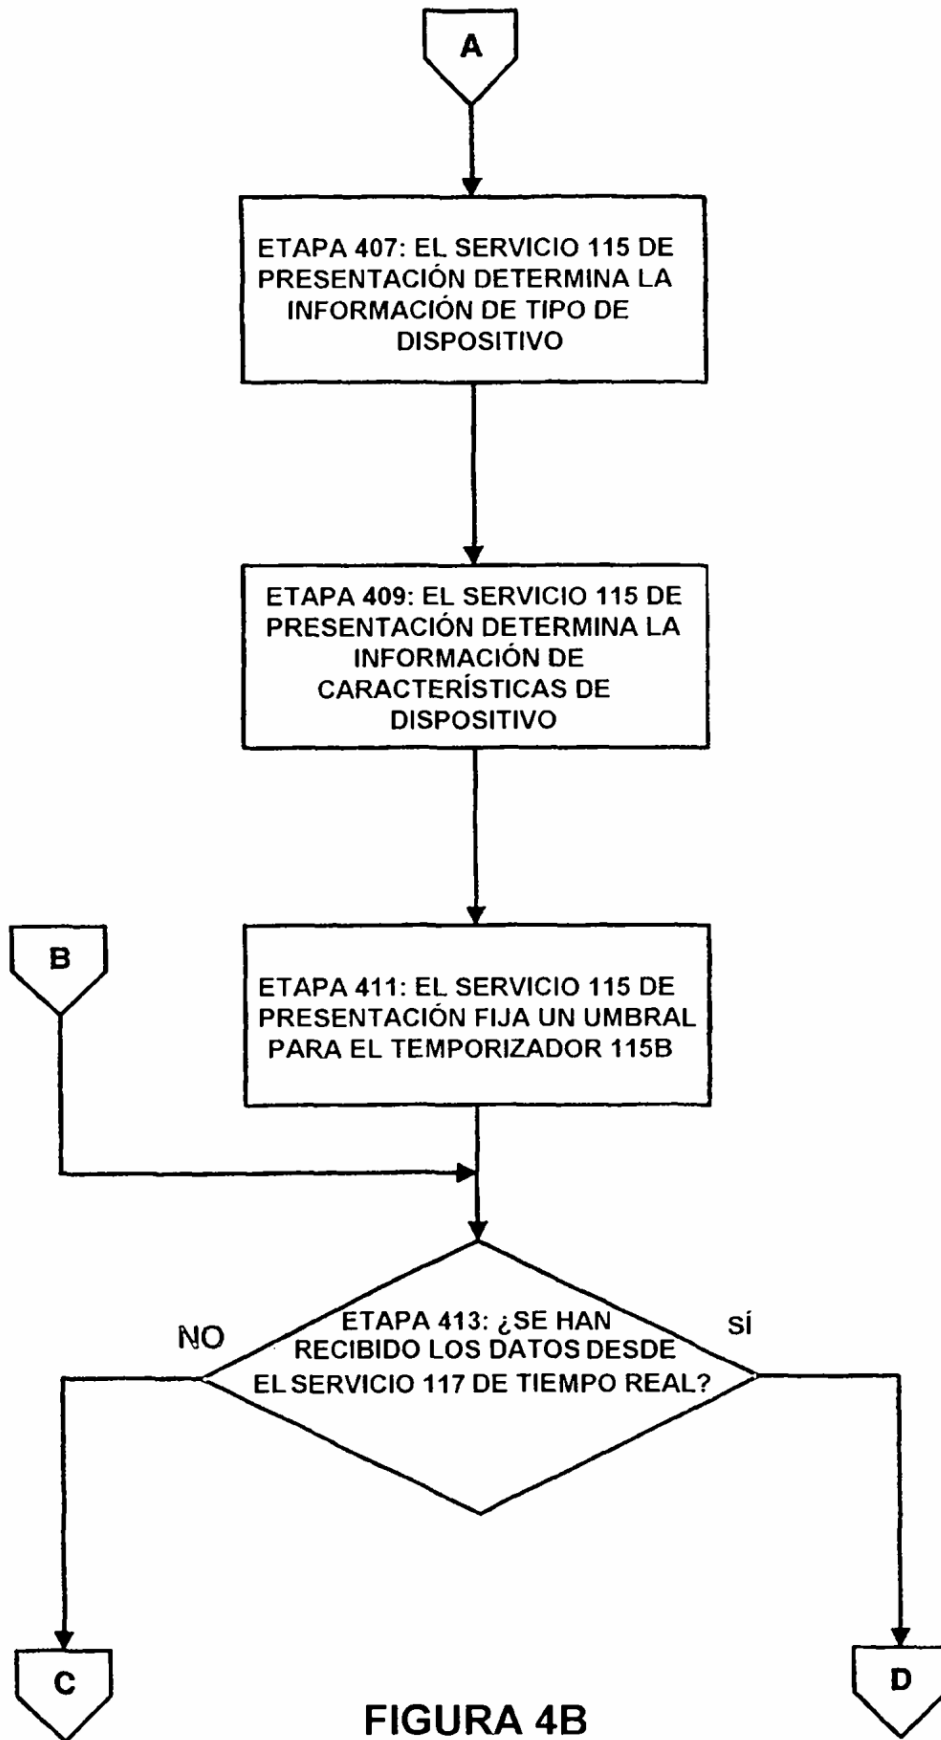 A
ETAPA 407: EL SERVICIO 115 DE
PRESENTACIÓN DETERMINA LA
INFORMACIÓN DE TIPO DE
DISPOSITIVO
ETAPA 409: EL SERVICIO 115 DE
PRESENTACIÓN DETERMINA LA
INFORMACIÓN DE
CARACTERÍSTICAS DE
DISPOSITIVO
B
ETAPA 411: EL SERVICIO 115 DE
PRESENTACIÓN FIJA UN UMBRAL
PARA EL TEMPORIZADOR 115B
NO
ETAPA 413: ¿SE HAN
RECIBIDO LOS DATOS DESDE
EL SERVICIO 117 DE TIEMPO REAL?
SÍ
C
D
FIGURA 4B